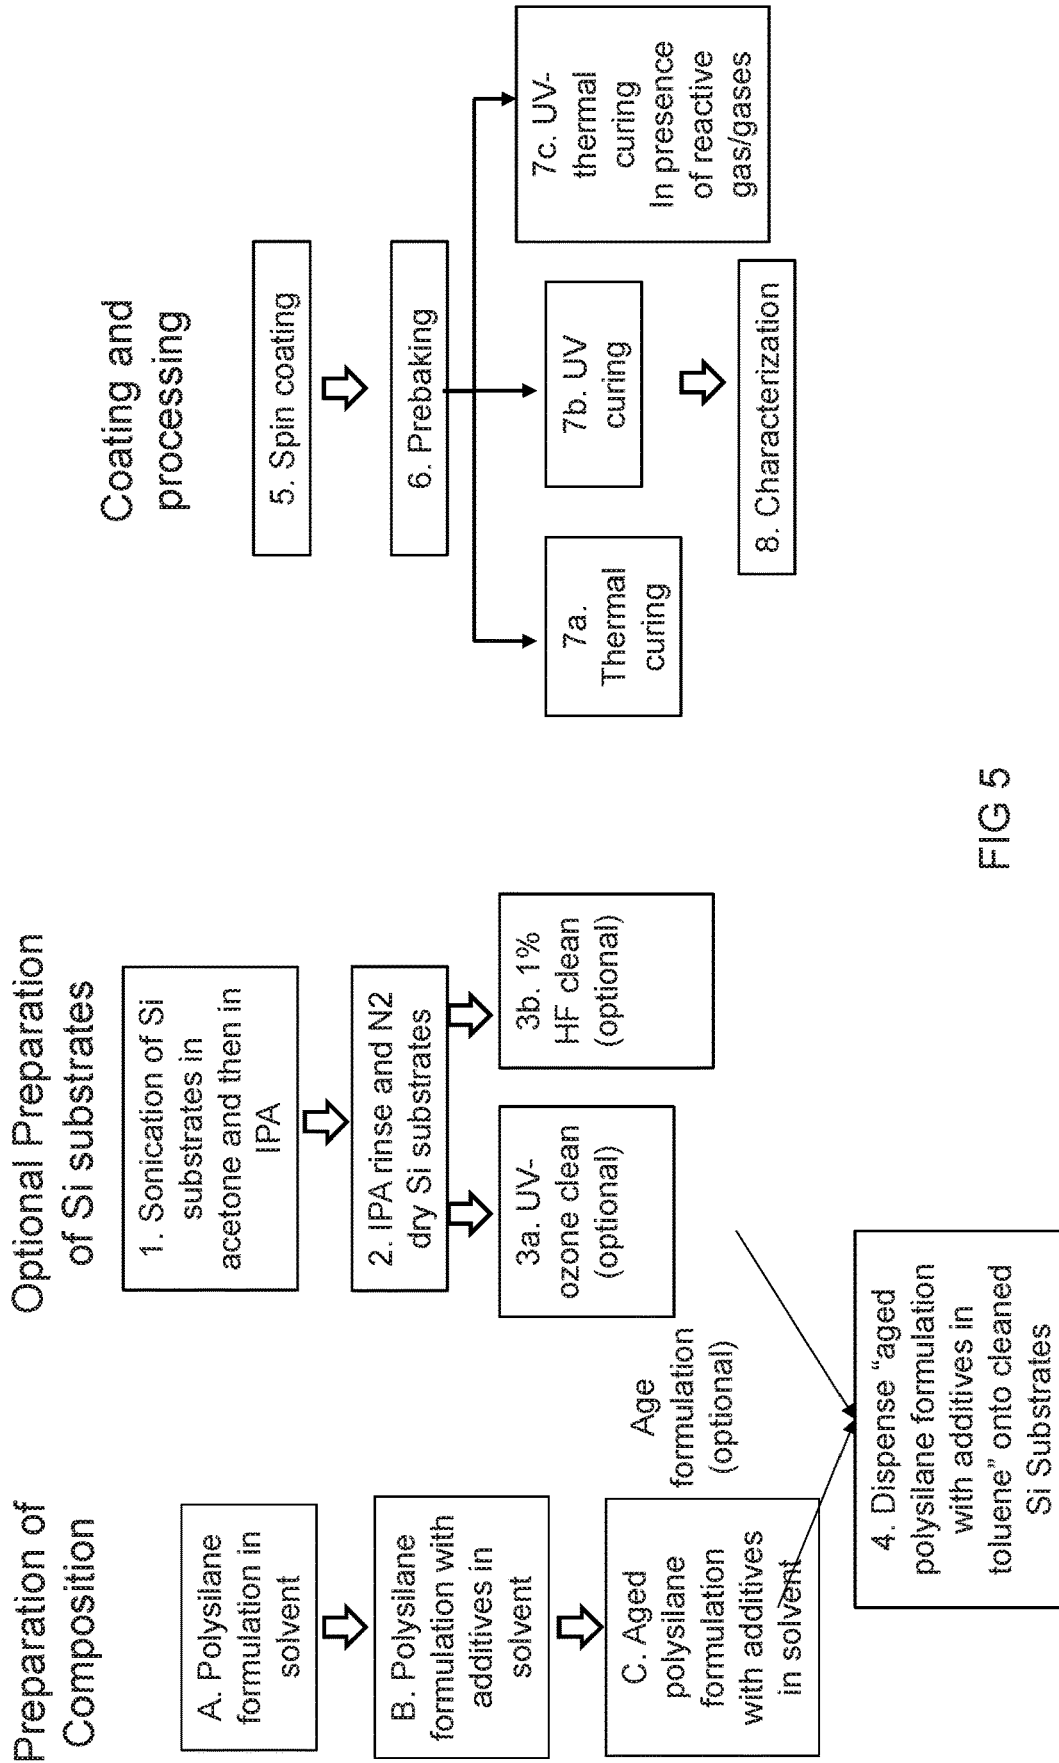 Preparation of
Composition
A. Polysilane
formulation in
solvent
B. Polysilane
formulation with
additives in
solvent
C. Aged
polysilane
formulation
with additives
in solvent
Age
formulation
(optional)
Optional Preparation
of Si substrates
1. Sonication of Si
substrates in
acetone and then in
IPA
2. IPA rinse and N2
dry Si substrates
3a. UV-
ozone clean
(optional)
3b. 1%
HF clean
(optional)
4. Dispense “aged
polysilane formulation
with additives in
toluene” onto cleaned
Si Substrates
Coating and
processing
5. Spin coating
6. Prebaking
7a.
Thermal
curing
7b. UV
curing
7c. UV-
thermal
curing
In presence
of reactive
gas/gases
8. Characterization
FIG 5